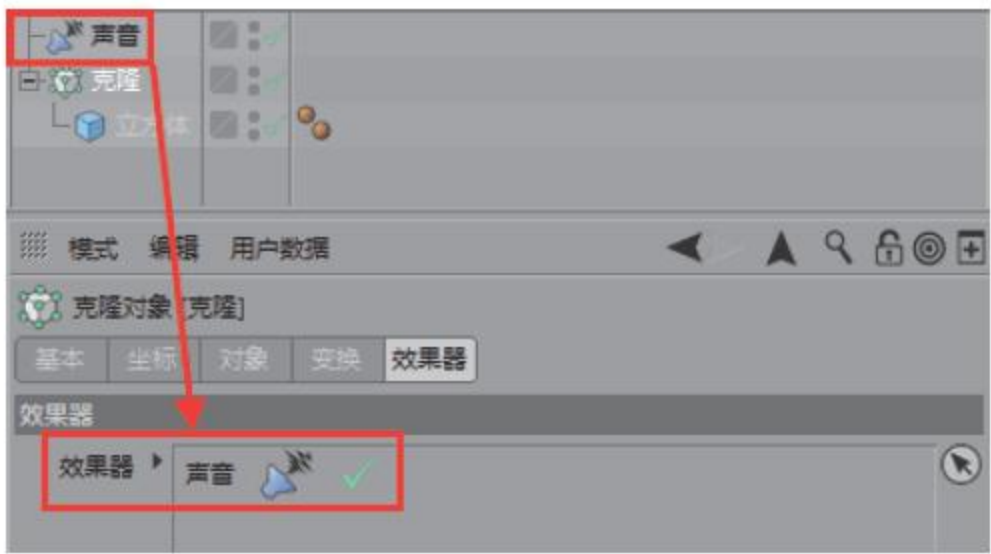 声音
克隆
立方体
模式 编辑 用户数据
克隆对象 [克隆]
基本 坐标 对象 变换 效果器
效果器
效果器 声音